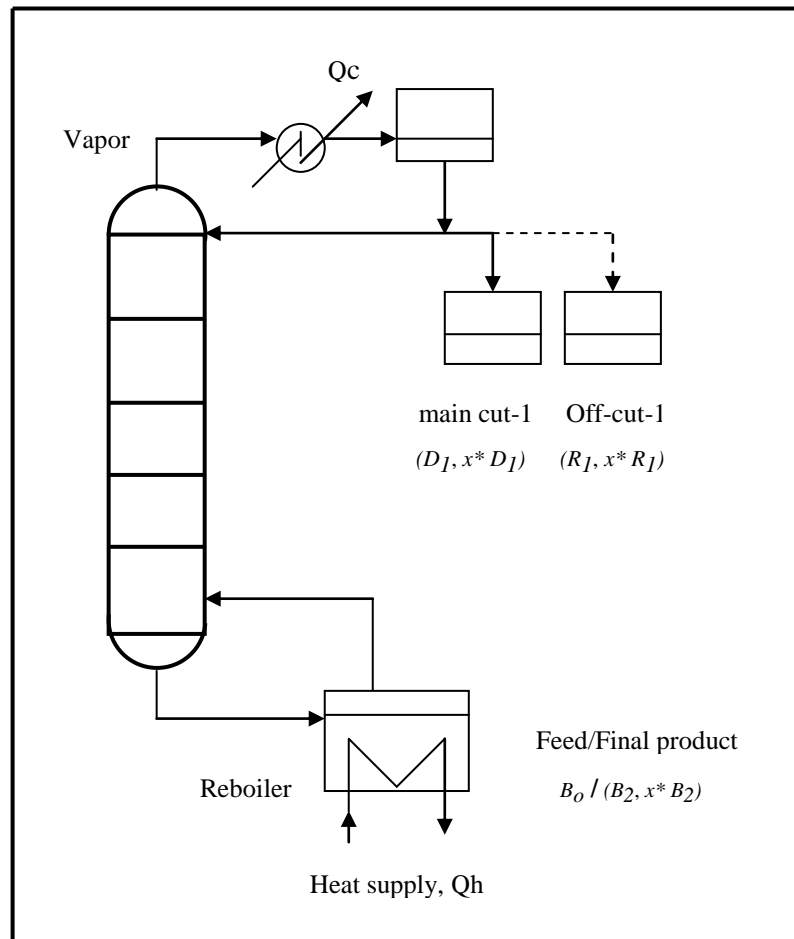 Qc
Vapor
main cut-1 Off-cut-1
(D1, x* D1) (R1, x* R1)
Feed/Final product
Reboiler
Bo / (B2, x* B2)
Heat supply, Qh